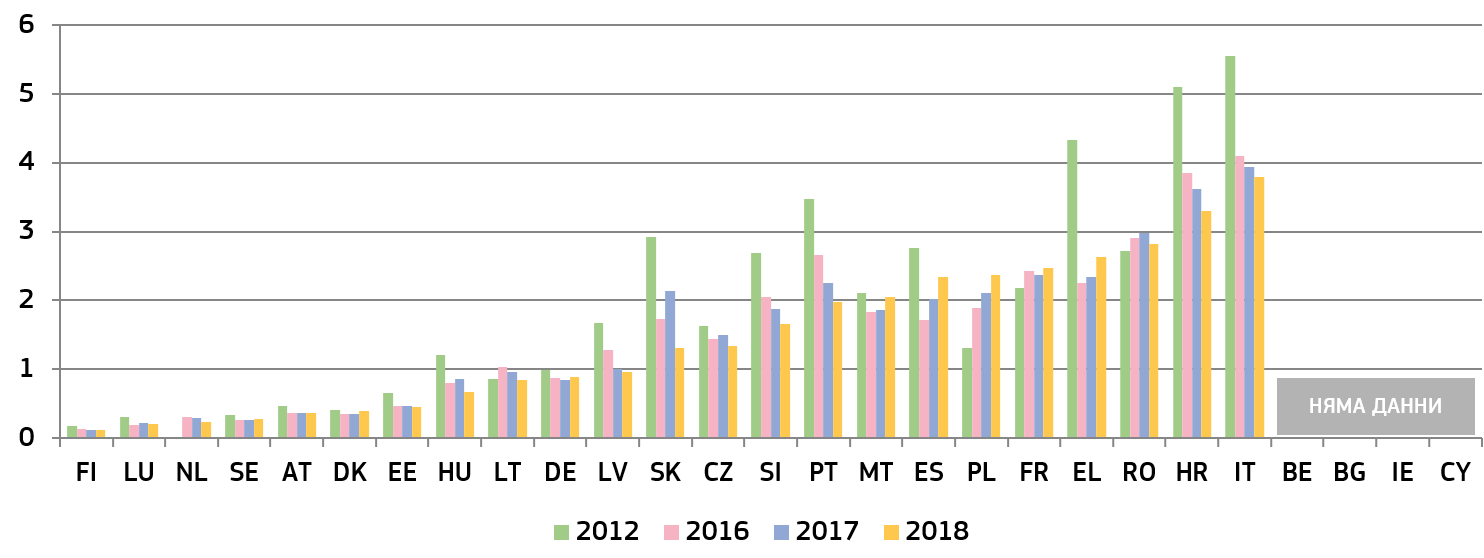 6
5
4
3
2
1
0
НЯМА ДАННИ
FI LU NL SE AT DK EE HU LT DE LV SK CZ SI PT MT ES PL FR EL RO HR IT BE BG IE CY
2012 2016 2017 2018